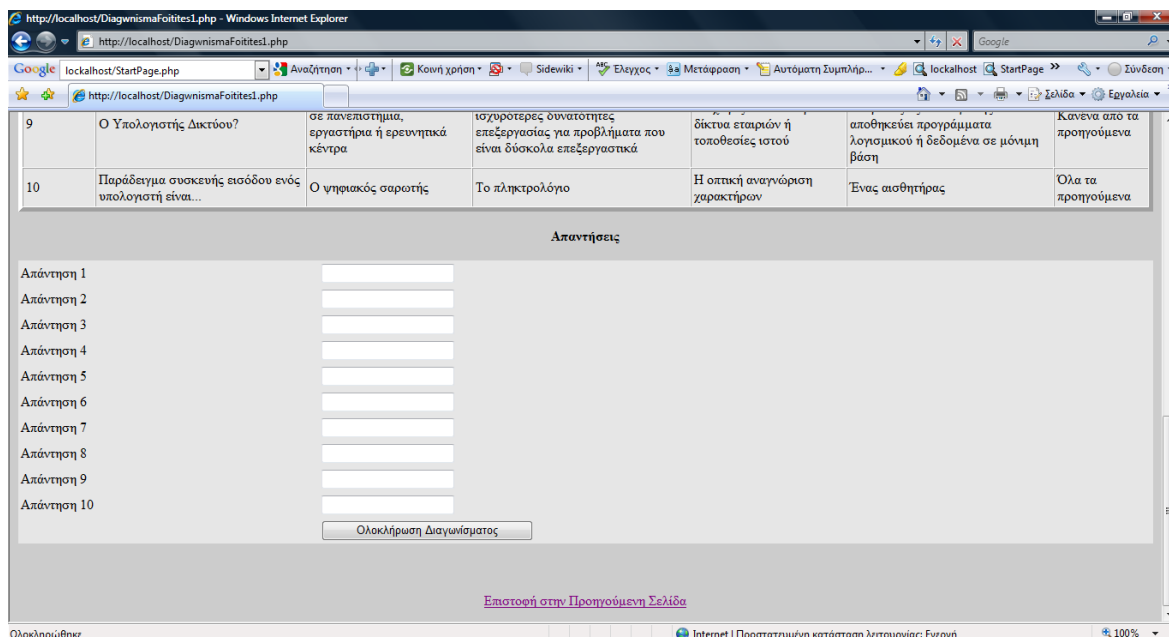 http://localhost/DiagwnismaFoitites1.php - Windows Internet Explorer
http://localhost/DiagwnismaFoitites1.php
Google
Google
lockalhost/StartPage.php
Αναζήτηση
Κοινή χρήση
Sidewiki
Έλεγχος
Μετάφραση
Αυτόματη Συμπλήρ...
lockalhost
StartPage
Σύνδεση
http://localhost/DiagwnismaFoitites1.php
Σελίδα
Εργαλεία
9
Ο Υπολογιστής Δικτύου?
σε πανεπιστήμια,
εργαστήρια ή ερευνητικά
κέντρα
ισχυρότερες δυνατότητες
επεξεργασίας για προβλήματα που
είναι δύσκολα επεξεργαστικά
δίκτυα εταιριών ή
τοποθεσίες ιστού
αποθηκεύει προγράμματα
λογισμικού ή δεδομένα σε μόνιμη
βάση
Κανένα από τα
προηγούμενα
10
Παράδειγμα συσκευής εισόδου ενός
υπολογιστή είναι...
Ο ψηφιακός σαρωτής
Το πληκτρολόγιο
Η οπτική αναγνώριση
χαρακτήρων
Ένας αισθητήρας
Όλα τα
προηγούμενα
Απαντήσεις
Απάντηση 1
Απάντηση 2
Απάντηση 3
Απάντηση 4
Απάντηση 5
Απάντηση 6
Απάντηση 7
Απάντηση 8
Απάντηση 9
Απάντηση 10
Ολοκλήρωση Διαγωνίσματος
Επιστοφή στην Προηγούμενη Σελίδα
Ολοκληρώθηκε
Internet | Προστατευμένη κατάσταση λειτουργίας: Ενεργή
100%